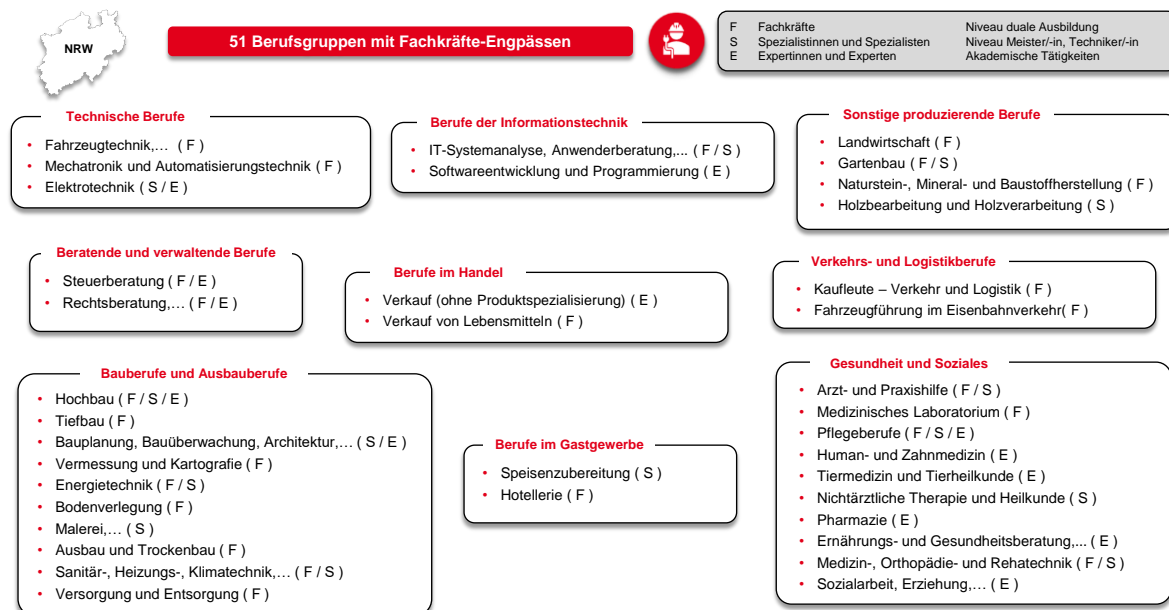 NRW
51 Berufsgruppen mit Fachkräfte-Engpässen
F Fachkräfte Niveau duale Ausbildung
S Spezialistinnen und Spezialisten Niveau Meister/-in, Techniker/-in
E Expertinnen und Experten Akademische Tätigkeiten
Technische Berufe
• Fahrzeugtechnik,… ( F )
• Mechatronik und Automatisierungstechnik ( F )
• Elektrotechnik ( S / E )
Berufe der Informationstechnik
• IT-Systemanalyse, Anwenderberatung,... ( F / S )
• Softwareentwicklung und Programmierung ( E )
Sonstige produzierende Berufe
• Landwirtschaft ( F )
• Gartenbau ( F / S )
• Naturstein-, Mineral- und Baustoffherstellung ( F )
• Holzbearbeitung und Holzverarbeitung ( S )
Beratende und verwaltende Berufe
• Steuerberatung ( F / E )
• Rechtsberatung,… ( F / E )
Berufe im Handel
• Verkauf (ohne Produktspezialisierung) ( E )
• Verkauf von Lebensmitteln ( F )
Verkehrs- und Logistikberufe
• Kaufleute – Verkehr und Logistik ( F )
• Fahrzeugführung im Eisenbahnverkehr( F )
Bauberufe und Ausbauberufe
• Hochbau ( F / S / E )
• Tiefbau ( F )
• Bauplanung, Bauüberwachung, Architektur,… ( S / E )
• Vermessung und Kartografie ( F )
• Energietechnik ( F / S )
• Bodenverlegung ( F )
• Malerei,… ( S )
• Ausbau und Trockenbau ( F )
• Sanitär-, Heizungs-, Klimatechnik,… ( F / S )
• Versorgung und Entsorgung ( F )
Berufe im Gastgewerbe
• Speisenzubereitung ( S )
• Hotellerie ( F )
Gesundheit und Soziales
• Arzt- und Praxishilfe ( F / S )
• Medizinisches Laboratorium ( F )
• Pflegeberufe ( F / S / E )
• Human- und Zahnmedizin ( E )
• Tiermedizin und Tierheilkunde ( E )
• Nichtärztliche Therapie und Heilkunde ( S )
• Pharmazie ( E )
• Ernährungs- und Gesundheitsberatung,... ( E )
• Medizin-, Orthopädie- und Rehatechnik ( F / S )
• Sozialarbeit, Erziehung,… ( E )